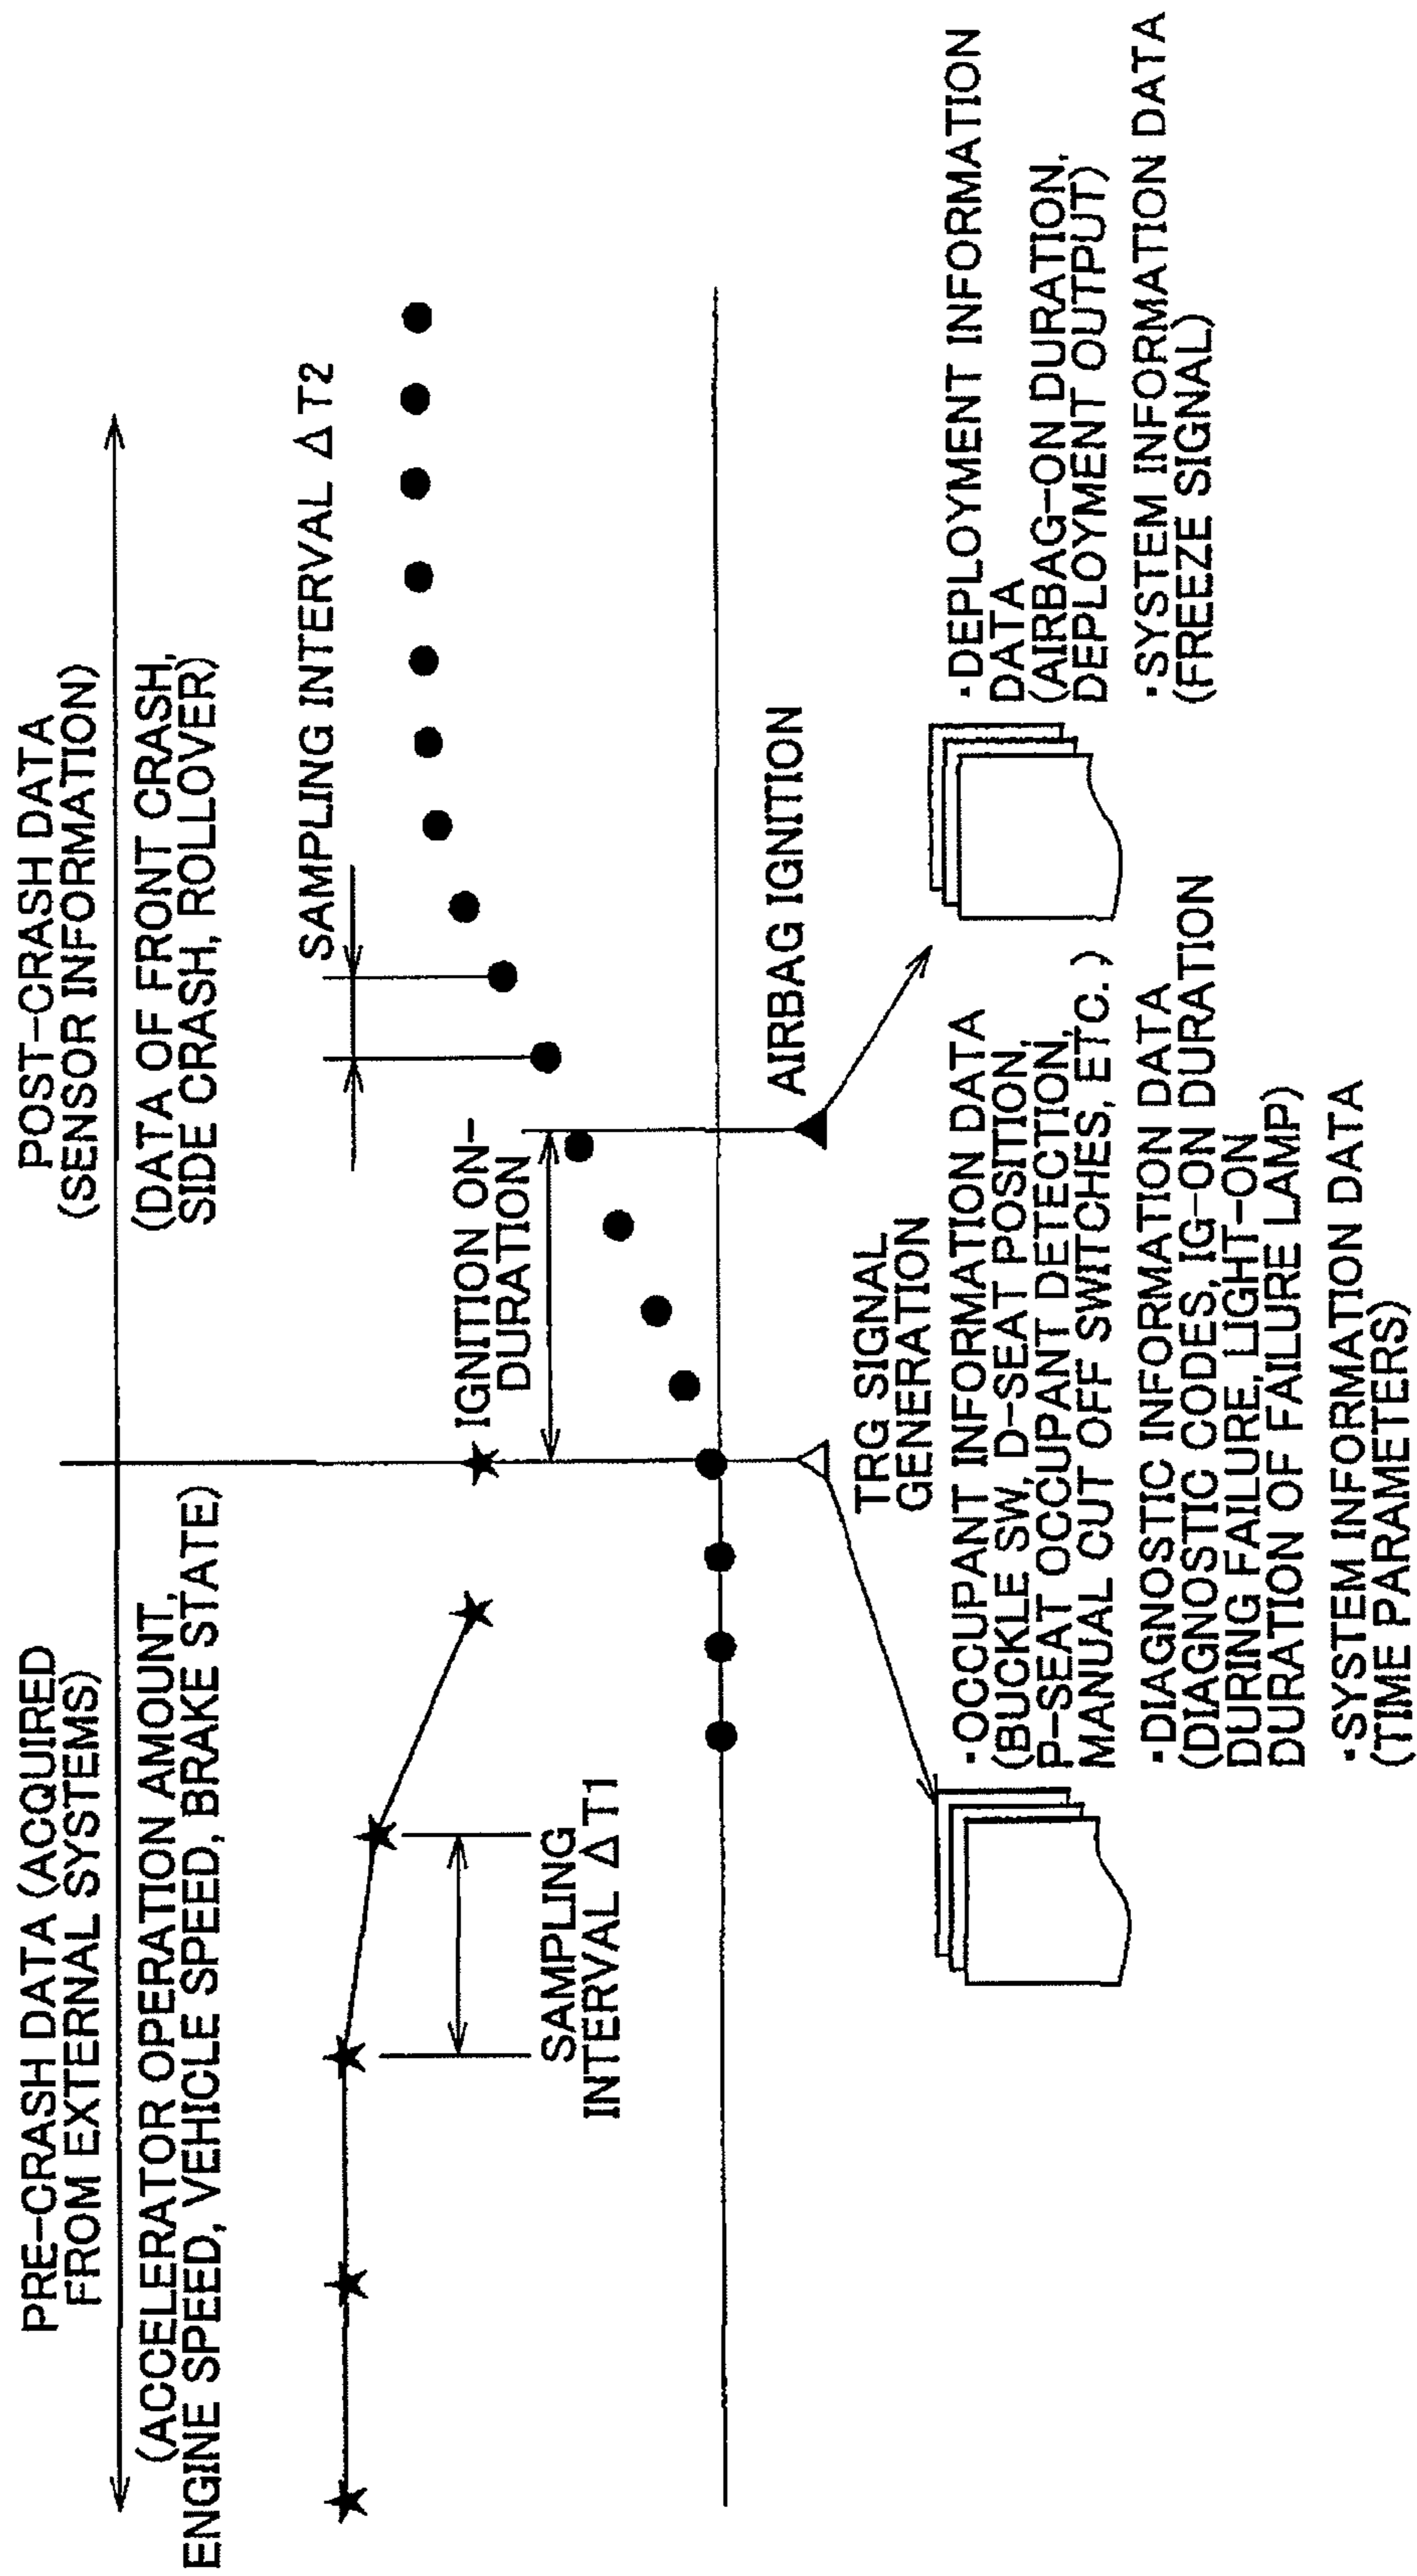 PRE-CRASH DATA (ACQUIRED
FROM EXTERNAL SYSTEMS)
(ACCELERATOR OPERATION AMOUNT,
ENGINE SPEED, VEHICLE SPEED, BRAKE STATE)
POST-CRASH DATA
(SENSOR INFORMATION)
(DATA OF FRONT CRASH,
SIDE CRASH, ROLLOVER)
SAMPLING INTERVAL Δ T2
IGNITION ON-
DURATION
SAMPLING
INTERVAL Δ T1
AIRBAG IGNITION
TRG SIGNAL
GENERATION
·OCCUPANT INFORMATION DATA
(BUCKLE SW, D-SEAT POSITION,
P-SEAT OCCUPANT DETECTION,
MANUAL CUT OFF SWITCHES, ETC. )
·DIAGNOSTIC INFORMATION DATA
(DIAGNOSTIC CODES, IG-ON DURATION
DURING FAILURE, LIGHT-ON
DURATION OF FAILURE LAMP)
·SYSTEM INFORMATION DATA
(TIME PARAMETERS)
·DEPLOYMENT INFORMATION
DATA
(AIRBAG-ON DURATION,
DEPLOYMENT OUTPUT)
·SYSTEM INFORMATION DATA
(FREEZE SIGNAL)